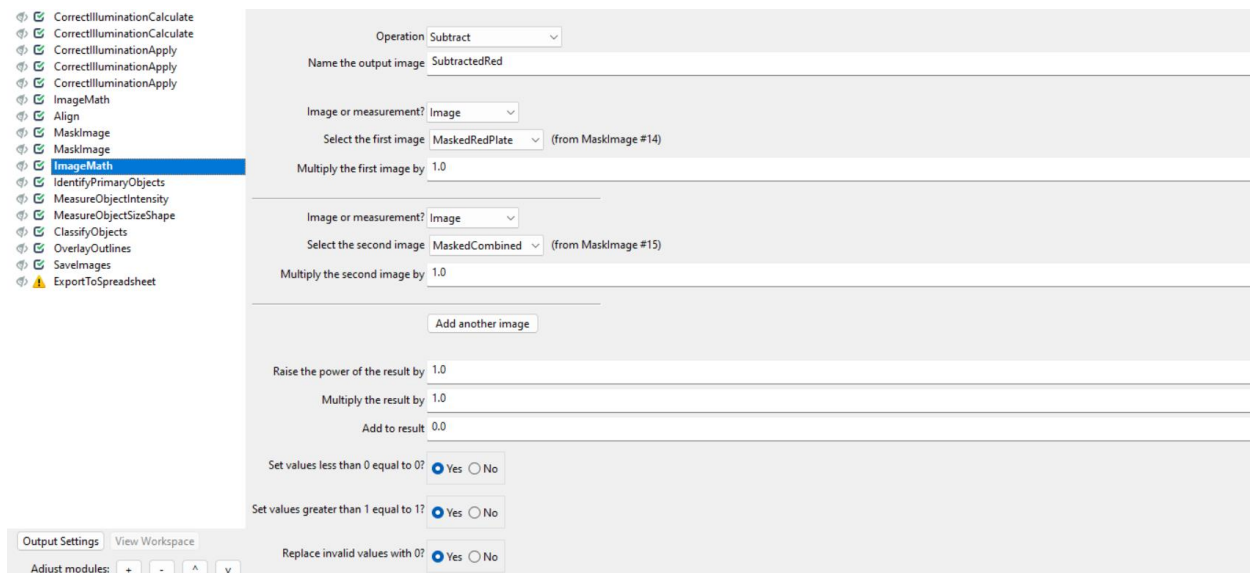 CorrectIlluminationCalculate
CorrectIlluminationCalculate
CorrectIlluminationApply
CorrectIlluminationApply
CorrectIlluminationApply
ImageMath
Align
MaskImage
MaskImage
ImageMath
IdentifyPrimaryObjects
MeasureObjectIntensity
MeasureObjectSizeShape
ClassifyObjects
OverlayOutlines
SaveImages
ExportToSpreadsheet
Output Settings View Workspace
Adjust modules: + - ^ v
Operation Subtract
Name the output image SubtractedRed
Image or measurement? Image
Select the first image MaskedRedPlate (from MaskImage #14)
Multiply the first image by 1.0
Image or measurement? Image
Select the second image MaskedCombined (from MaskImage #15)
Multiply the second image by 1.0
Add another image
Raise the power of the result by 1.0
Multiply the result by 1.0
Add to result 0.0
Set values less than 0 equal to 0? Yes No
Set values greater than 1 equal to 1? Yes No
Replace invalid values with 0? Yes No